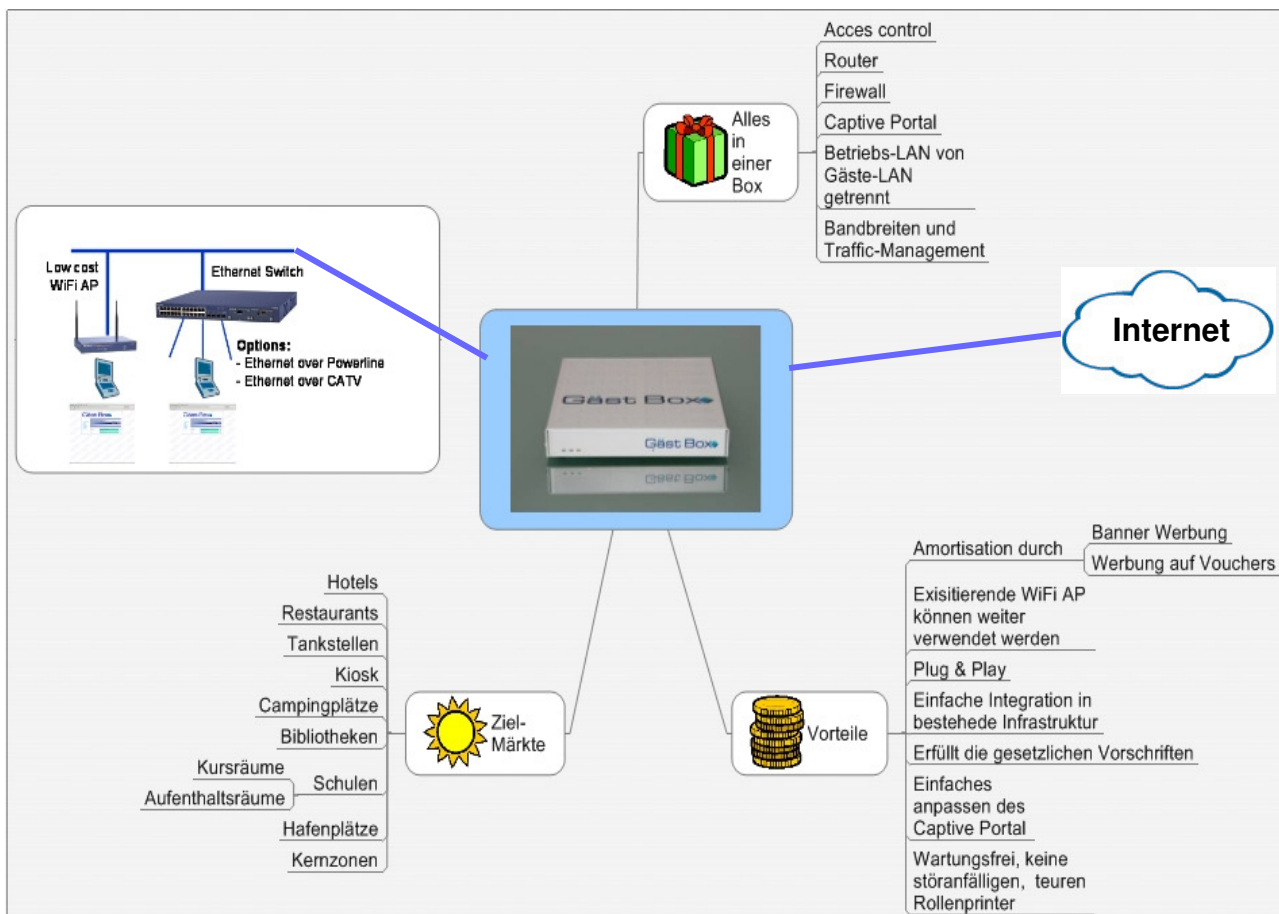 Acces control
Router
Firewall
Captive Portal
Betriebs-LAN von
Gäste-LAN
getrennt
Bandbreiten und
Traffic-Management
Alles
in
einer
Box
Low cost
WiFi AP
Ethernet Switch
Options:
- Ethernet over Powerline
- Ethernet over CATV
Gäst Box
Gäst Box
Internet
Gäst Box
Gäst Box
Hotels
Restaurants
Tankstellen
Kiosk
Campingplätze
Bibliotheken
Kursräume
Aufenthaltsräume
Schulen
Hafenplätze
Kernzonen
Ziel-
Märkte
Vorteile
Amortisation durch
Banner Werbung
Werbung auf Vouchers
Exisitierende WiFi AP
können weiter
verwendet werden
Plug & Play
Einfache Integration in
bestehede Infrastruktur
Erfüllt die gesetzlichen Vorschriften
Einfaches
anpassen des
Captive Portal
Wartungsfrei, keine
störanfälligen, teuren
Rollenprinter